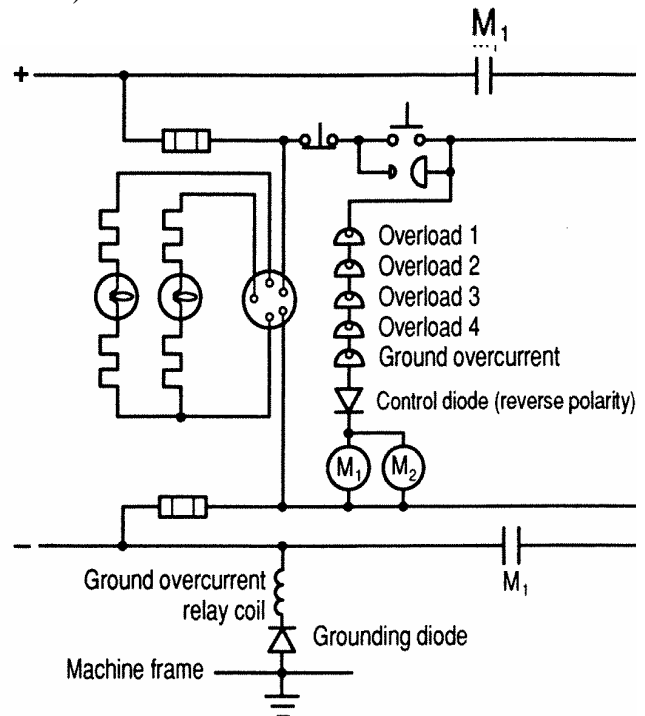 M₁
+
Overload 1
Overload 2
Overload 3
Overload 4
Ground overcurrent
Control diode (reverse polarity)
M₁ M₂
−
M₁
Ground overcurrent
relay coil
Grounding diode
Machine frame